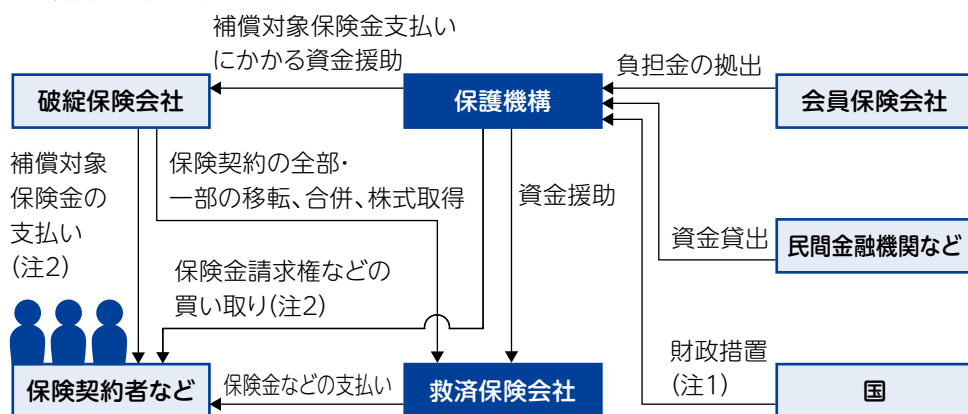 補償対象保険金支払い
にかかる資金援助
負担金の拠出
破綻保険会社
保護機構
会員保険会社
補償対象
保険金の
支払い
(注2)
保険契約の全部・
一部の移転、合併、株式取得
資金援助
資金貸出
民間金融機関など
保険金請求権などの
買い取り(注2)
財政措置
(注1)
保険契約者など
保険金などの支払い
救済保険会社
国